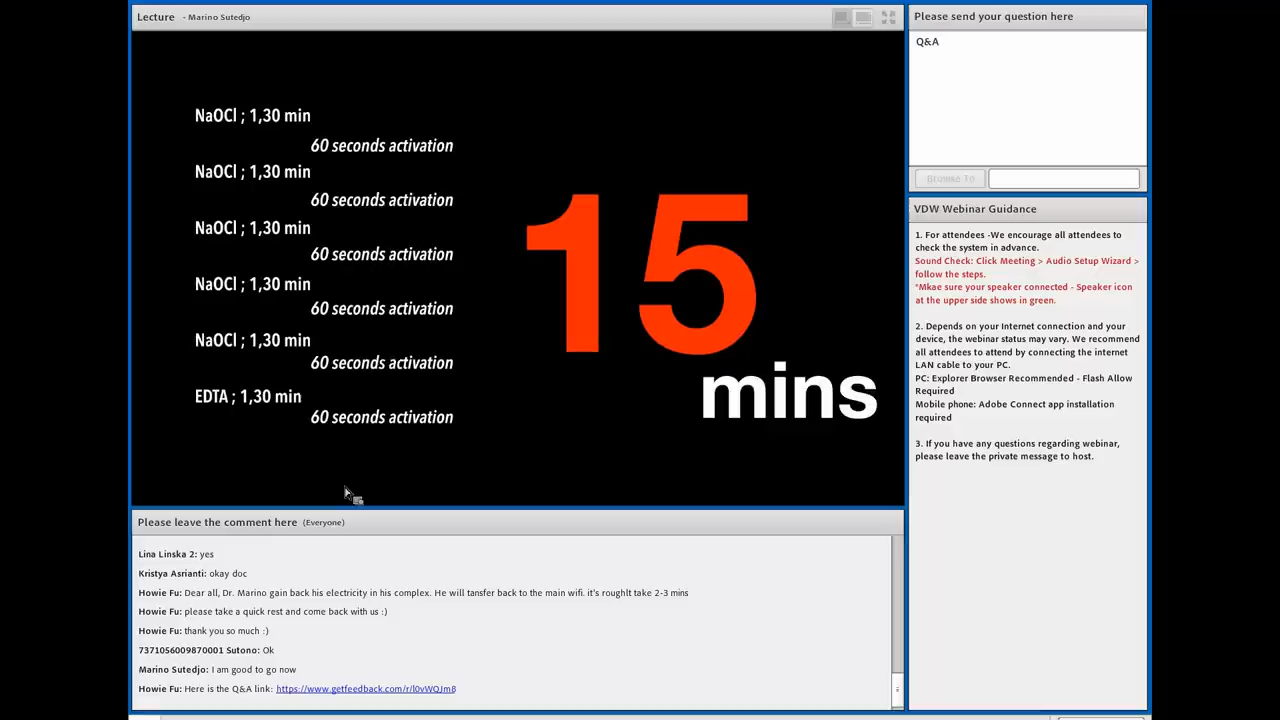 Lecture - Marino Sutedjo
NaOCl ; 1,30 min
60 seconds activation
NaOCl ; 1,30 min
60 seconds activation
NaOCl ; 1,30 min
60 seconds activation
NaOCl ; 1,30 min
60 seconds activation
NaOCl ; 1,30 min
60 seconds activation
EDTA ; 1,30 min
60 seconds activation
15
mins
Please leave the comment here (Everyone)
Lina Linska 2: yes
Kristya Asrianti: okay doc
Howie Fu: Dear all, Dr. Marino gain back his electricity in his complex. He will tansfer back to the main wifi. it's roughlt take 2-3 mins
Howie Fu: please take a quick rest and come back with us :)
Howie Fu: thank you so much :)
7371056009870001 Sutono: Ok
Marino Sutedjo: I am good to go now
Howie Fu: Here is the Q&A link: https://www.getfeedback.com/r/l0vWQJmB
Please send your question here
Q&A
Browse To
VDW Webinar Guidance
1. For attendees -We encourage all attendees to
check the system in advance.
Sound Check: Click Meeting > Audio Setup Wizard >
follow the steps.
*Mkae sure your speaker connected - Speaker icon
at the upper side shows in green.
2. Depends on your Internet connection and your
device, the webinar status may vary. We recommend
all attendees to attend by connecting the internet
LAN cable to your PC.
PC: Explorer Browser Recommended - Flash Allow
Required
Mobile phone: Adobe Connect app installation
required
3. If you have any questions regarding webinar,
please leave the private message to host.